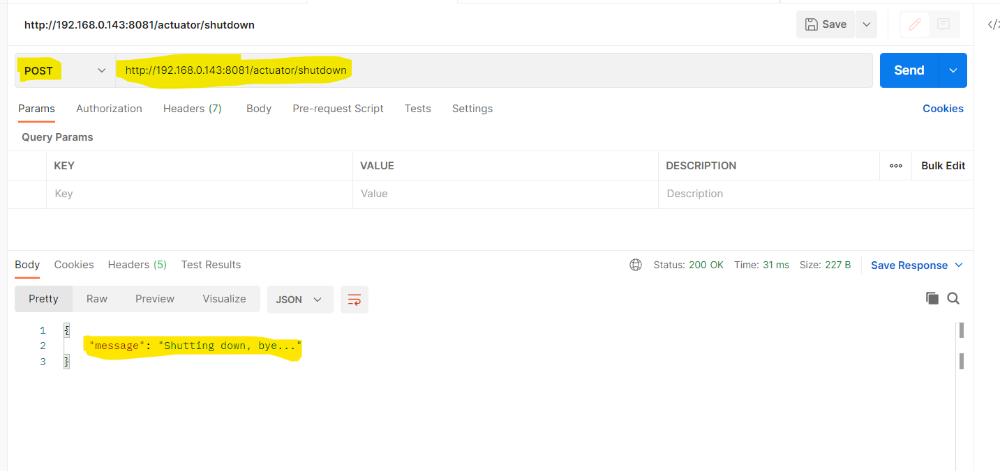 http://192.168.0.143:8081/actuator/shutdown Save </>
POST http://192.168.0.143:8081/actuator/shutdown Send
Params Authorization Headers (7) Body Pre-request Script Tests Settings Cookies
Query Params
KEY VALUE DESCRIPTION ooo Bulk Edit
Key Value Description
Body Cookies Headers (5) Test Results Status: 200 OK Time: 31 ms Size: 227 B Save Response
Pretty Raw Preview Visualize JSON
1 {
2 "message": "Shutting down, bye..."
3 }